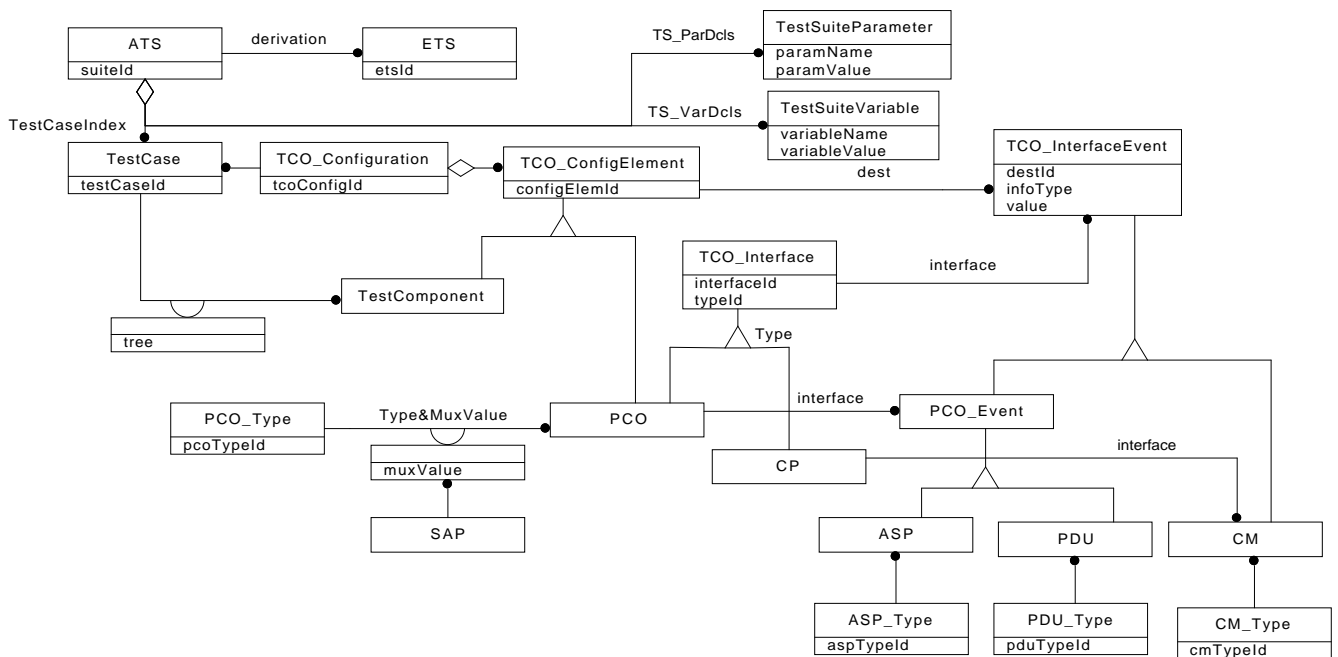 ATS
suiteId
derivation
ETS
etsId
TS_ParDcls
TestSuiteParameter
paramName
paramValue
TestCaseIndex
TS_VarDcls
TestSuiteVariable
variableName
variableValue
TestCase
testCaseId
TCO_Configuration
tcoConfigId
TCO_ConfigElement
configElemId
dest
TCO_InterfaceEvent
destId
infoType
value
TCO_Interface
interfaceId
typeId
interface
TestComponent
tree
Type
PCO_Type
pcoTypeId
Type&MuxValue
muxValue
PCO
interface
PCO_Event
CP
interface
SAP
ASP
PDU
CM
ASP_Type
aspTypeId
PDU_Type
pduTypeId
CM_Type
cmTypeId